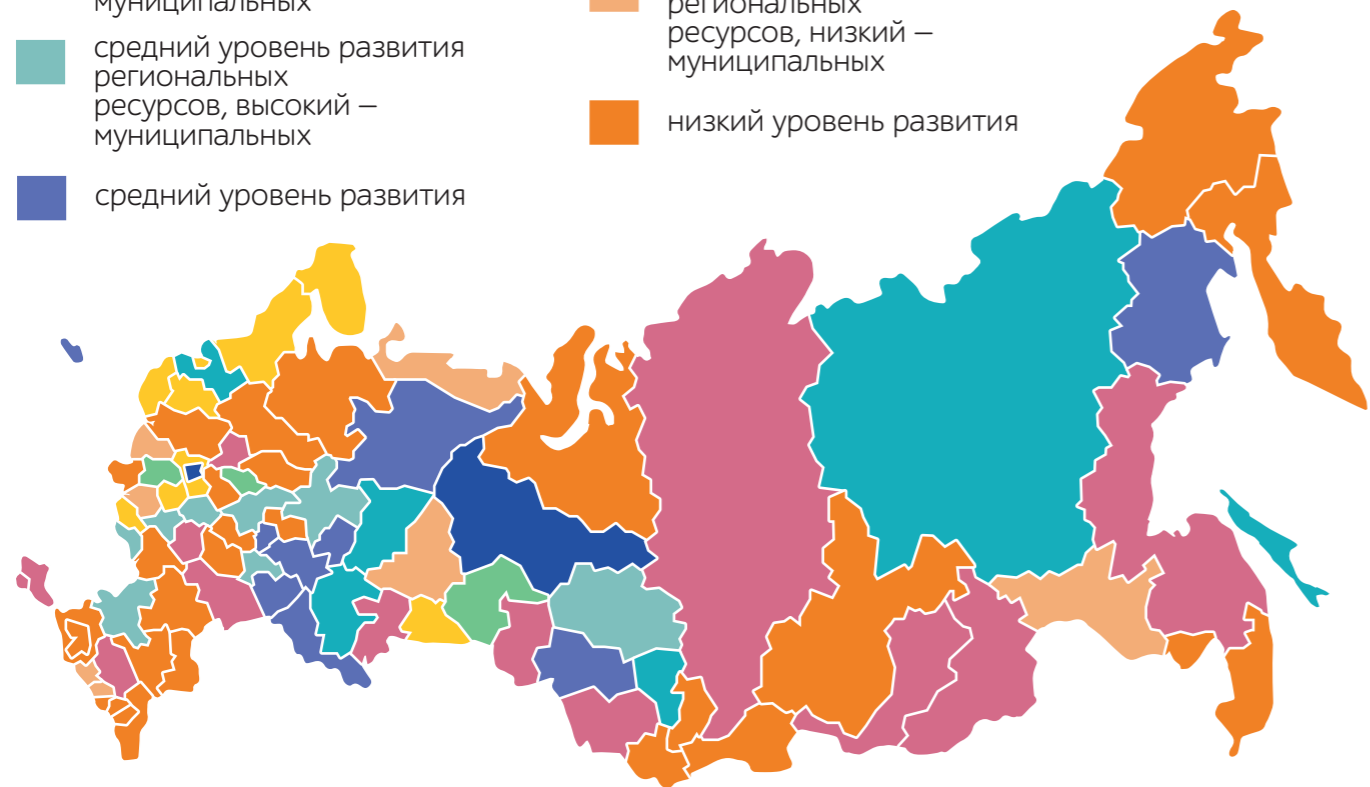 муниципальных
средний уровень развития
региональных
ресурсов, высокий –
муниципальных
средний уровень развития
региональных
ресурсов, низкий –
муниципальных
низкий уровень развития